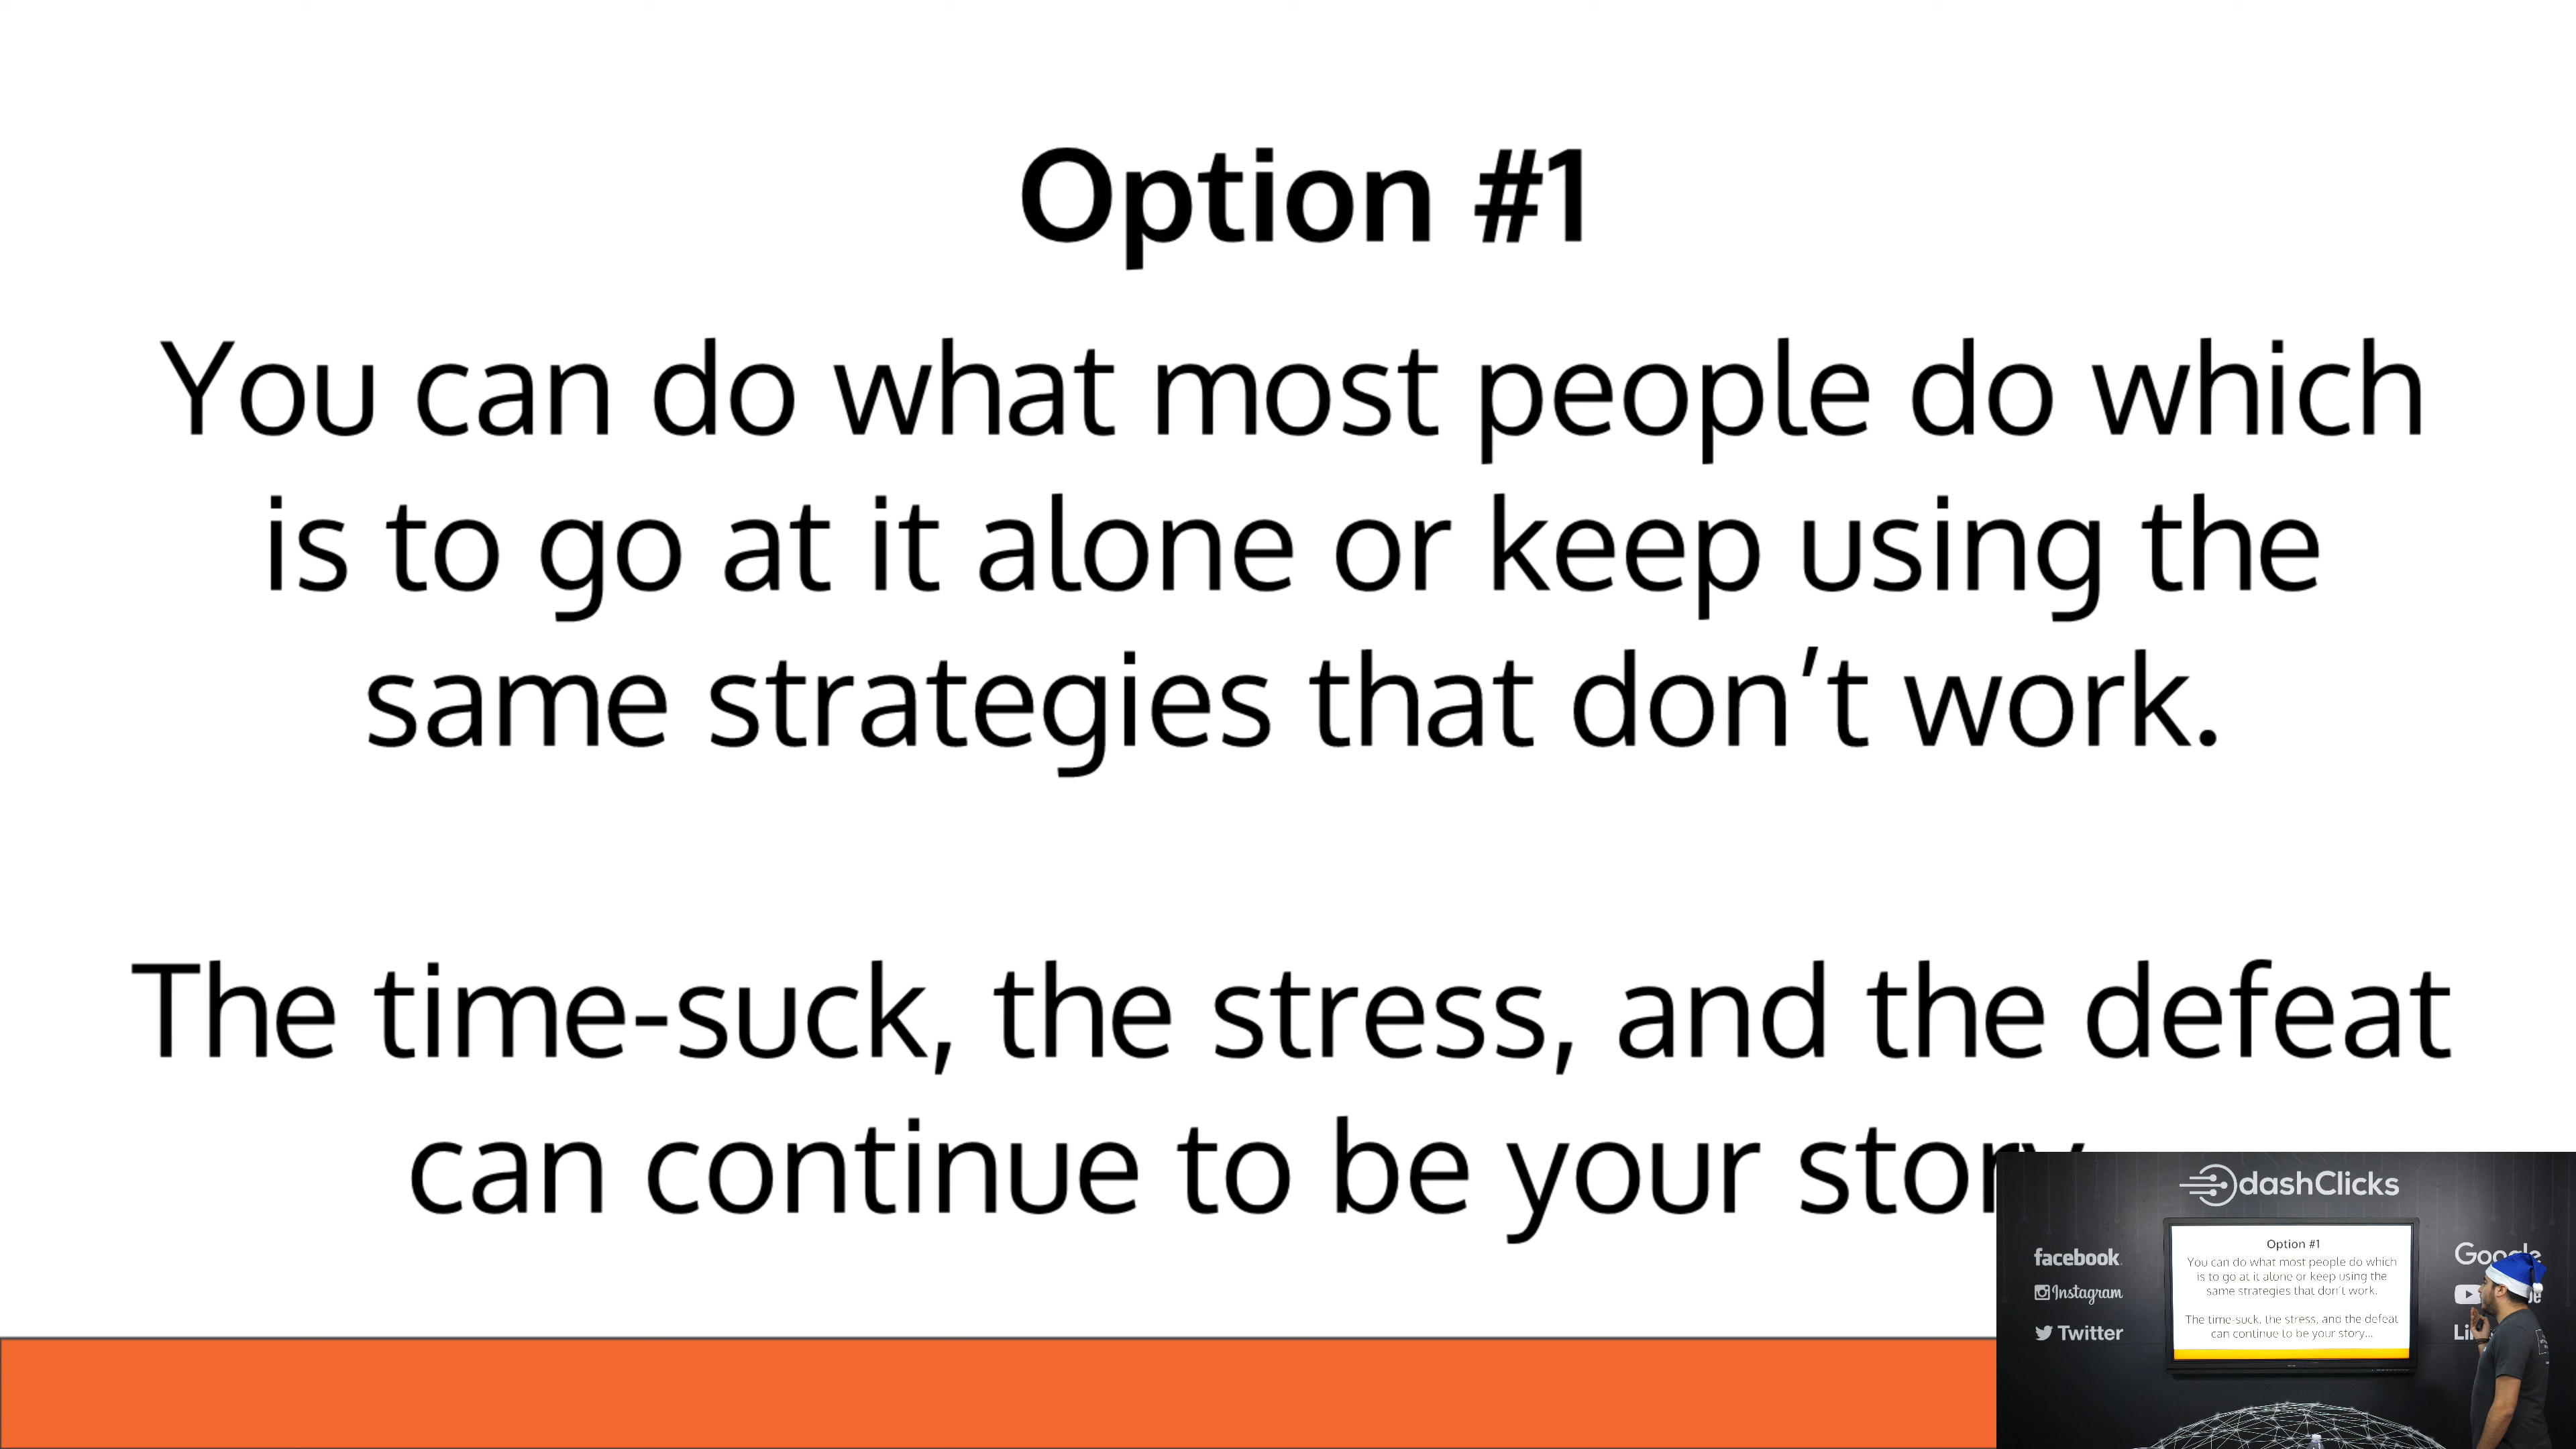 Option #1
You can do what most people do which
is to go at it alone or keep using the
same strategies that don't work.
The time-suck, the stress, and the defeat
can continue to be your story
dashClicks
facebook
Instagram
Twitter
Option #1
You can do what most people do which
is to go at it alone or keep using the
same strategies that don't work.
The time-suck, the stress, and the defeat
can continue to be your story...
Google